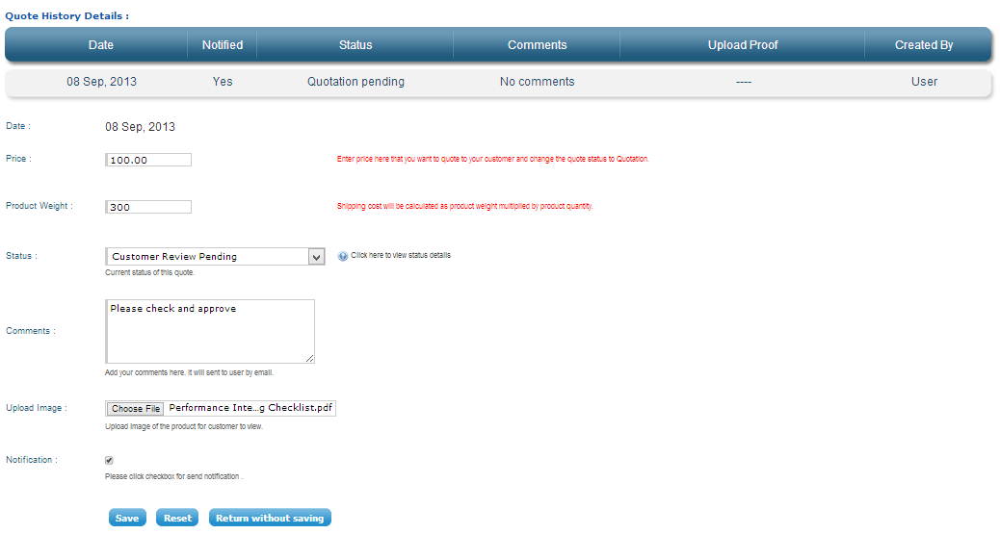 Quote History Details :
Date Notified Status Comments Upload Proof Created By
08 Sep, 2013 Yes Quotation pending No comments ---- User
Date : 08 Sep, 2013
Price : 100.00 Enter price here that you want to quote to your customer and change the quote status to Quotation.
Product Weight : 300 Shipping cost will be calculated as product weight multiplied by product quantity.
Status : Customer Review Pending Click here to view status details
Current status of this quote.
Please check and approve
Comments :
Add your comments here. It will sent to user by email.
Upload Image : Choose File Performance Inte...g Checklist.pdf
Upload image of the product for customer to view.
Notification :
Please click checkbox for send notification .
Save Reset Return without saving